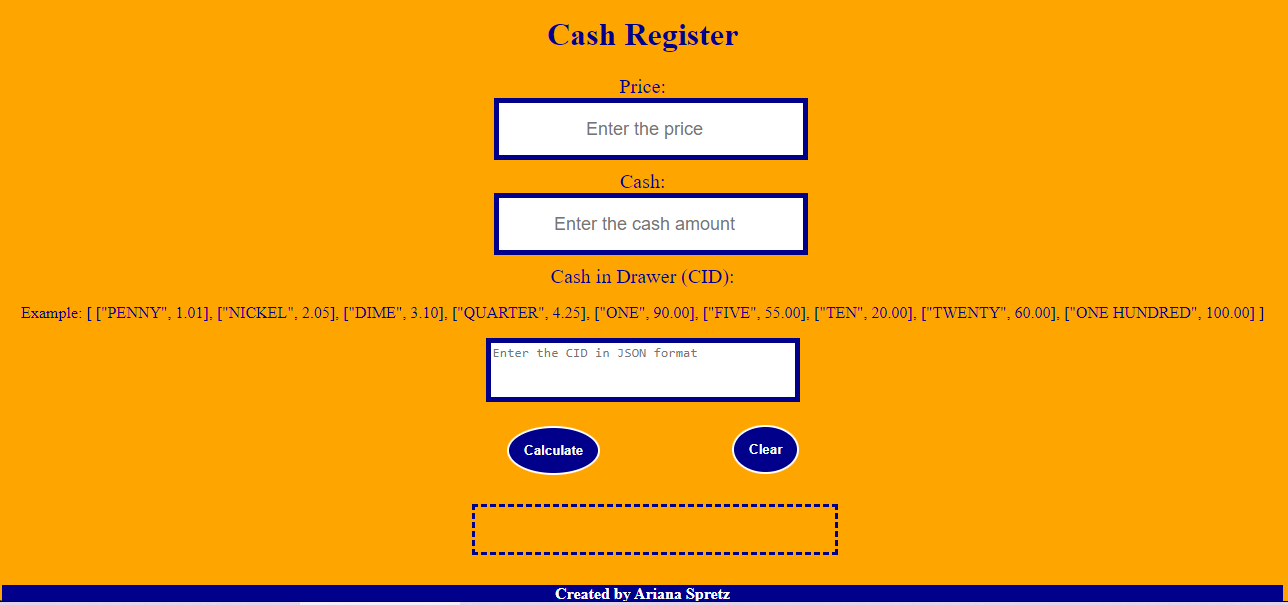 Cash Register
Price:
Enter the price
Cash:
Enter the cash amount
Cash in Drawer (CID):
Example: [ ["PENNY", 1.01], ["NICKEL", 2.05], ["DIME", 3.10], ["QUARTER", 4.25], ["ONE", 90.00], ["FIVE", 55.00], ["TEN", 20.00], ["TWENTY", 60.00], ["ONE HUNDRED", 100.00] ]
Enter the CID in JSON format
Calculate Clear
Created by Ariana Spretz